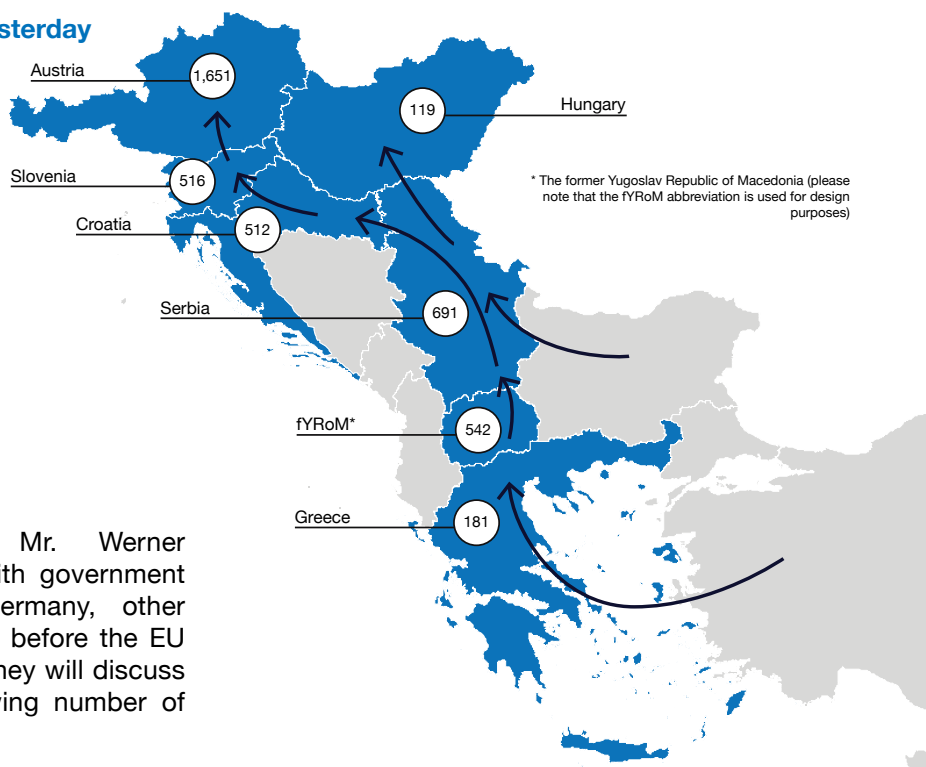 sterday
Austria
1,651
119
Hungary
Slovenia
516
* The former Yugoslav Republic of Macedonia (please
note that the fYRoM abbreviation is used for design
purposes)
Croatia
512
Serbia
691
fYRoM*
542
Greece
181
Mr. Werner
ith government
ermany, other
before the EU
hey will discuss
ving number of